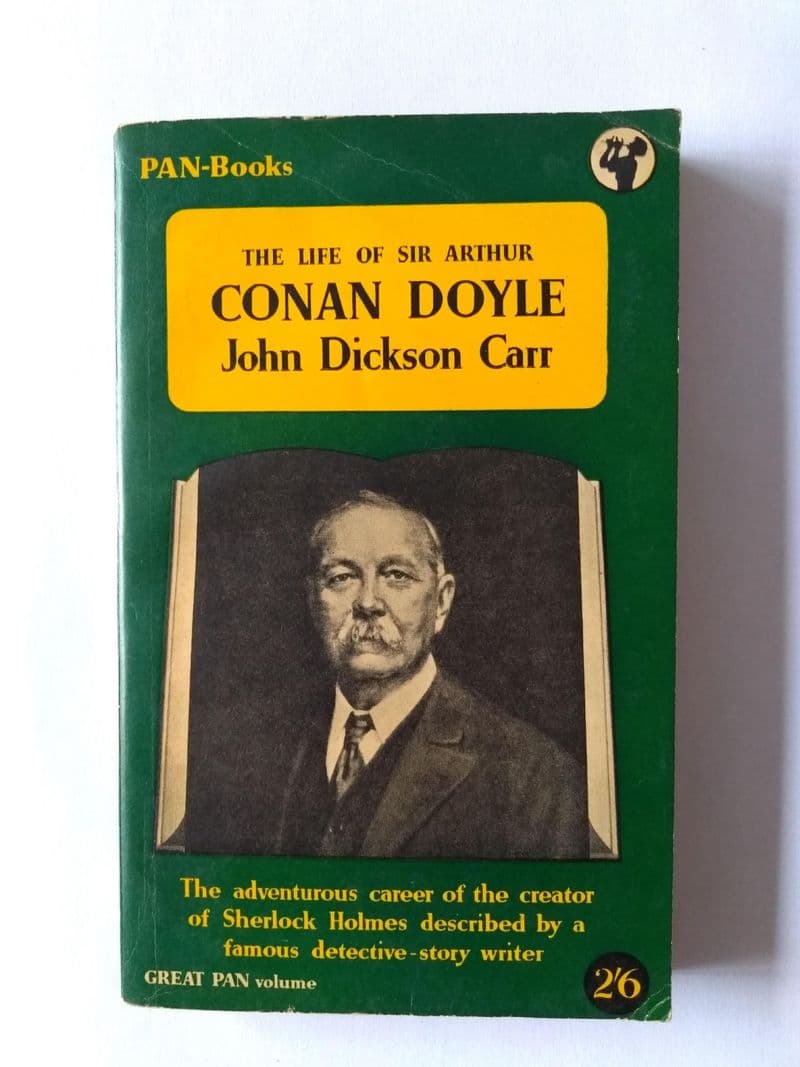 PAN-Books
THE LIFE OF SIR ARTHUR
CONAN DOYLE
John Dickson Carr
The adventurous career of the creator
of Sherlock Holmes described by a
famous detective-story writer
GREAT PAN volume
2'6